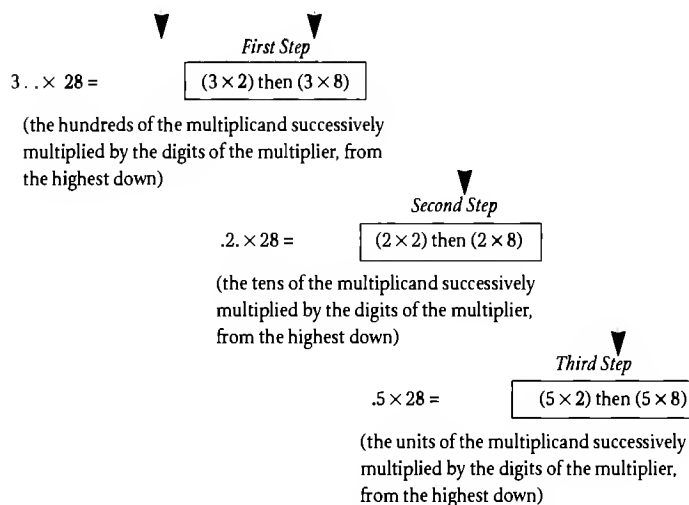 First Step
3 . . × 28 = (3 × 2) then (3 × 8)
(the hundreds of the multiplicand successively
multiplied by the digits of the multiplier, from
the highest down)
Second Step
.2. × 28 = (2 × 2) then (2 × 8)
(the tens of the multiplicand successively
multiplied by the digits of the multiplier,
from the highest down)
Third Step
.5 × 28 = (5 × 2) then (5 × 8)
(the units of the multiplicand successively
multiplied by the digits of the multiplier,
from the highest down)